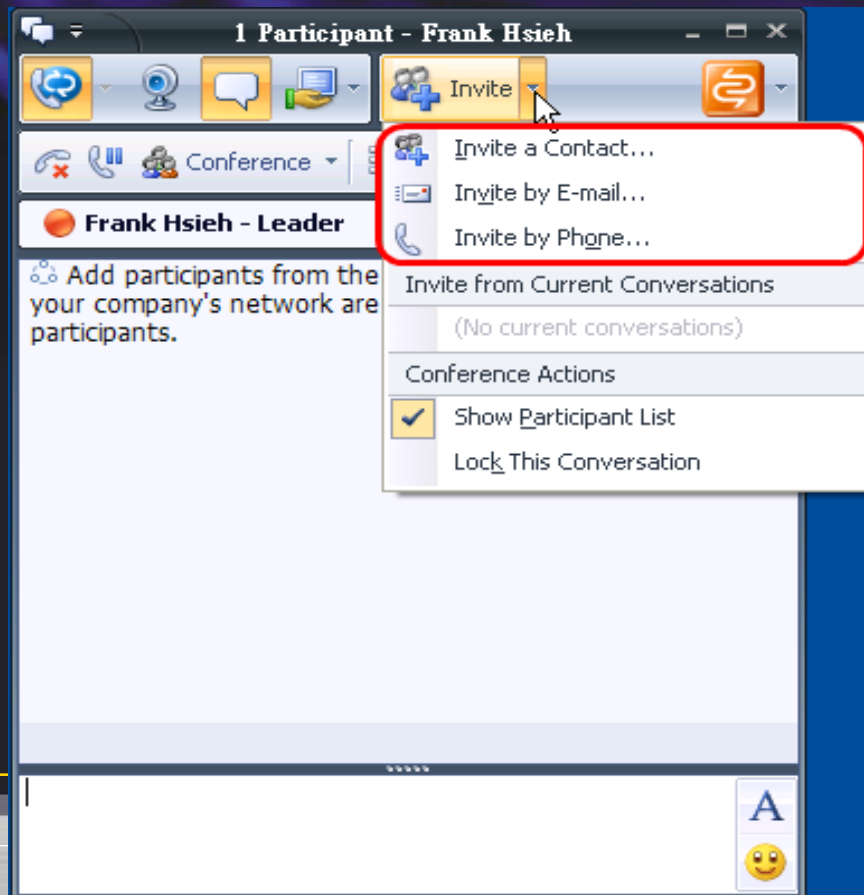 1 Participant - Frank Hsieh
Invite
Conference
Invite a Contact...
Invite by E-mail...
Invite by Phone...
Frank Hsieh - Leader
Invite from Current Conversations
(No current conversations)
Add participants from the
your company's network are
participants.
Conference Actions
Show Participant List
Lock This Conversation
A